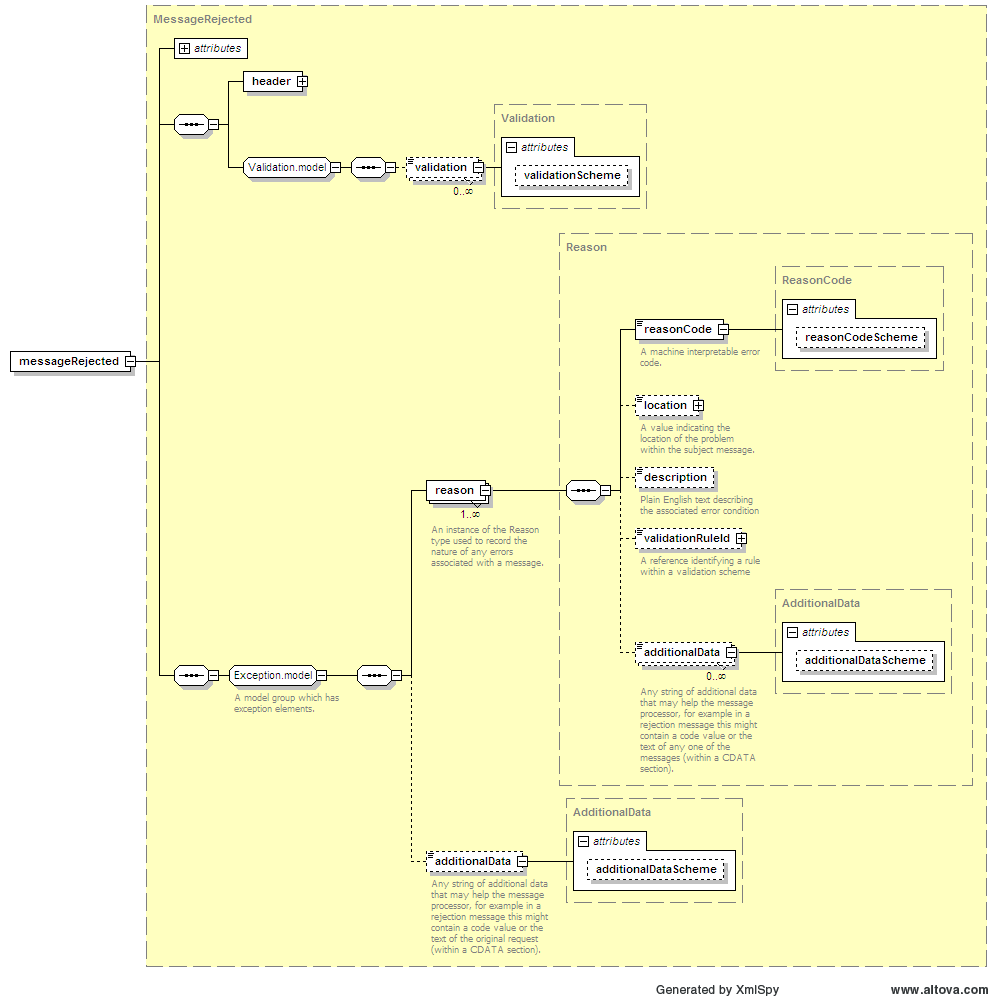 MessageRejected
attributes
header
Validation
attributes
Validation.model
validation
validationScheme
0..∞
Reason
ReasonCode
attributes
reasonCode
reasonCodeScheme
A machine interpretable error
code.
messageRejected
location
A value indicating the
location of the problem
within the subject message.
description
Plain English text describing
the associated error condition
reason
1..∞
An instance of the Reason
type used to record the
nature of any errors
associated with a message.
validationRuleId
A reference identifying a rule
within a validation scheme
AdditionalData
attributes
additionalData
additionalDataScheme
0..∞
Any string of additional data
that may help the message
processor, for example in a
rejection message this might
contain a code value or the
text of any one of the
messages (within a CDATA
section).
Exception.model
A model group which has
exception elements.
AdditionalData
attributes
additionalData
additionalDataScheme
Any string of additional data
that may help the message
processor, for example in a
rejection message this might
contain a code value or the
text of the original request
(within a CDATA section).
Generated by XmlSpy
www.altova.com